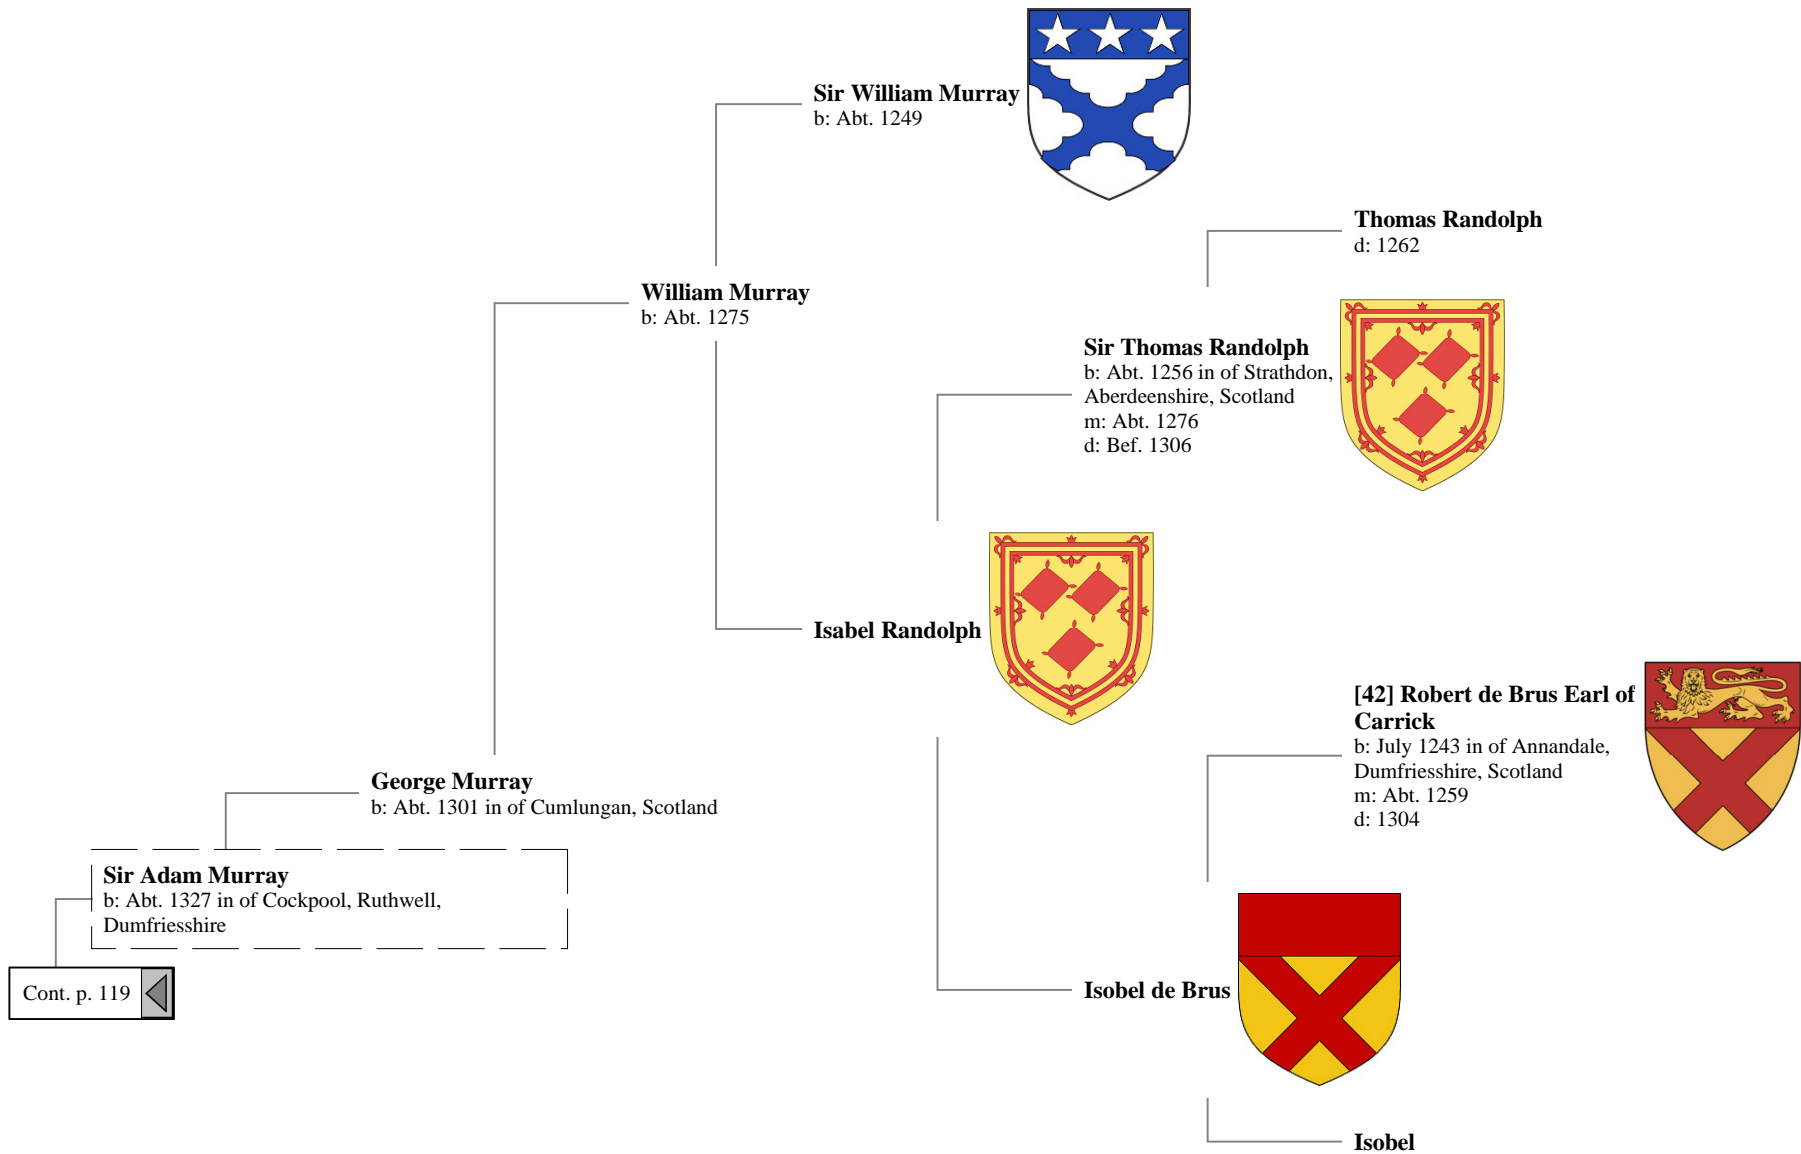 Sir William Murray
b: Abt. 1249
Thomas Randolph
d: 1262
William Murray
b: Abt. 1275
Sir Thomas Randolph
b: Abt. 1256 in of Strathdon,
Aberdeenshire, Scotland
m: Abt. 1276
d: Bef. 1306
Isabel Randolph
[42] Robert de Brus Earl of
Carrick
b: July 1243 in of Annandale,
Dumfriesshire, Scotland
m: Abt. 1259
d: 1304
George Murray
b: Abt. 1301 in of Cumlungan, Scotland
Sir Adam Murray
b: Abt. 1327 in of Cockpool, Ruthwell,
Dumfriesshire
Cont. p. 119
Isobel de Brus
Isobel